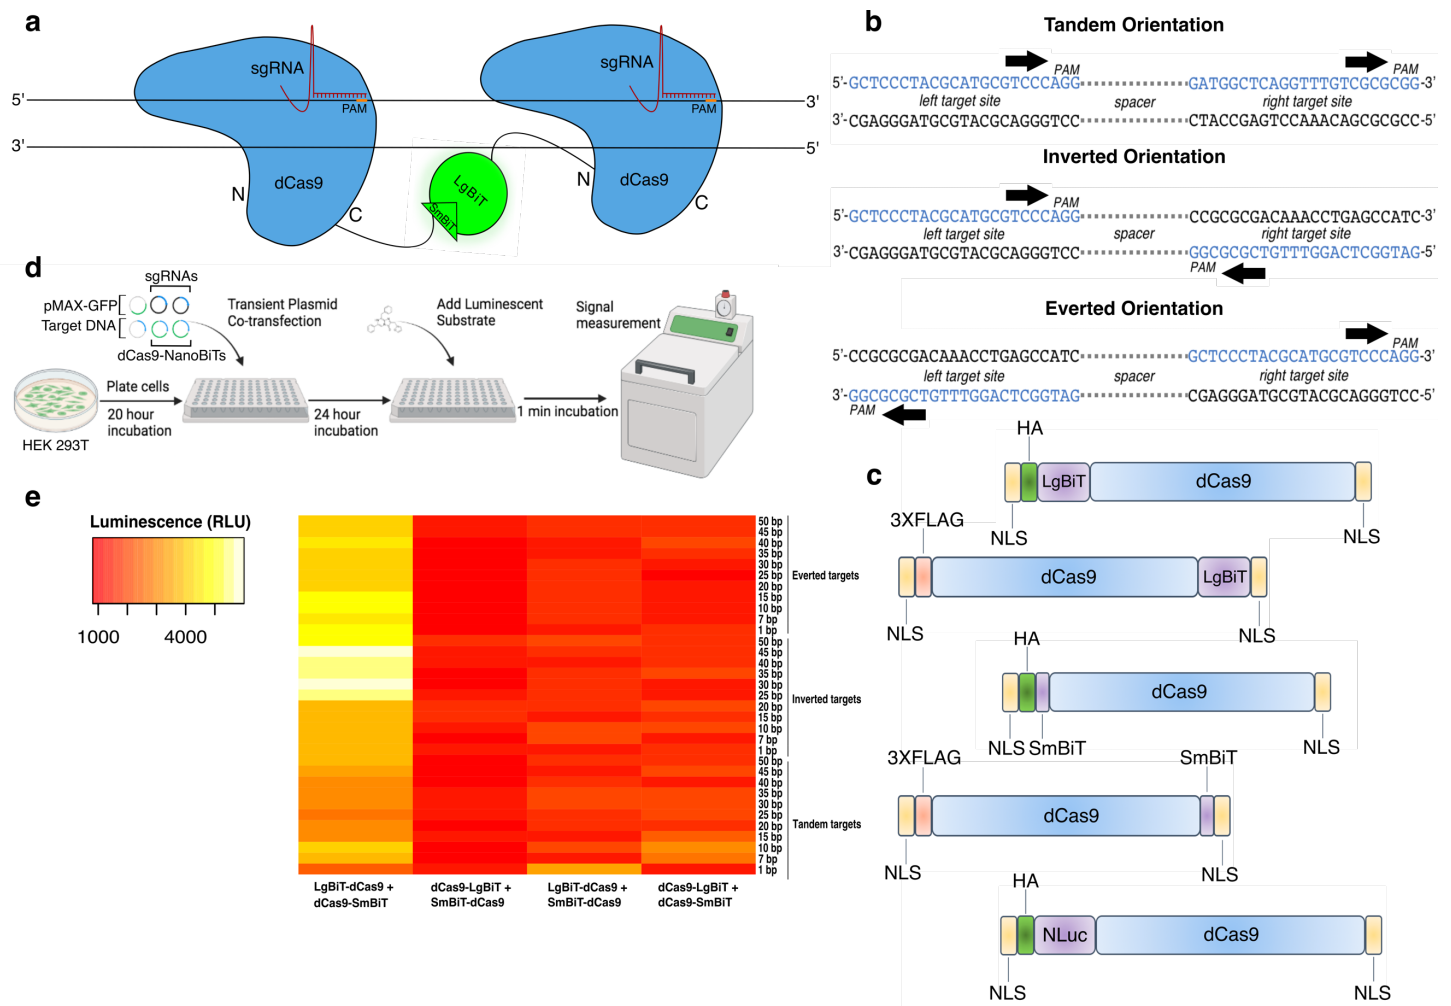 a
sgRNA
sgRNA
5'
PAM
PAM
3'
3'
5'
LgBiT
SmBiT
N
dCas9
C
N
dCas9
C
b
Tandem Orientation
PAM
PAM
5'-GCTCCCTACGCATGCGTCCCAGG
GATGGCTCAGGTTTGTCGCGCGG-3'
left target site
spacer
right target site
3'-CGAGGGATGCGTACGCAGGGTCC
CTACCGAGTCCAAACAGCGCGCC-5'
Inverted Orientation
PAM
5'-GCTCCCTACGCATGCGTCCCAGG
CCGCGCGACAAACCTGAGCCATC-3'
left target site
spacer
right target site
3'-CGAGGGATGCGTACGCAGGGTCC
GGCGCGCTGTTTGGACTCGGTAG-5'
PAM
Everted Orientation
PAM
5'-CCGCGCGACAAACCTGAGCCATC
GCTCCCTACGCATGCGTCCCAGG-3'
left target site
spacer
right target site
3'-GGCGCGCTGTTTGGACTCGGTAG
CGAGGGATGCGTACGCAGGGTCC-5'
PAM
d
sgRNAs
pMAX-GFP
Target DNA
dCas9-NanoBiTs
Transient Plasmid
Co-transfection
Add Luminescent
Substrate
Signal
measurement
Plate cells
20 hour
incubation
24 hour
incubation
1 min incubation
HEK 293T
c
HA
LgBiT
dCas9
NLS
NLS
3XFLAG
dCas9
LgBiT
NLS
NLS
HA
dCas9
NLS
SmBiT
NLS
3XFLAG
SmBiT
dCas9
NLS
NLS
HA
NLuc
dCas9
NLS
NLS
e
Luminescence (RLU)
1000
4000
50 bp
45 bp
40 bp
35 bp
30 bp
25 bp
20 bp
15 bp
10 bp
7 bp
1 bp
Everted targets
50 bp
45 bp
40 bp
35 bp
30 bp
25 bp
20 bp
15 bp
10 bp
7 bp
1 bp
Inverted targets
50 bp
45 bp
40 bp
35 bp
30 bp
25 bp
20 bp
15 bp
10 bp
7 bp
1 bp
Tandem targets
LgBiT-dCas9 +
dCas9-SmBiT
dCas9-LgBiT +
SmBiT-dCas9
LgBiT-dCas9 +
SmBiT-dCas9
dCas9-LgBiT +
dCas9-SmBiT